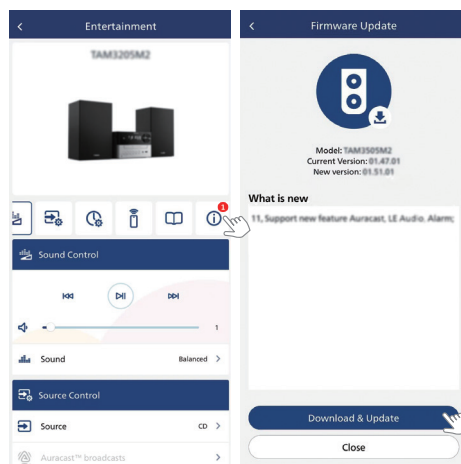 Entertainment
TAM3205M2
1
Sound Control
1
Sound
Balanced
Source Control
Source
CD
Auracast™ broadcasts
Firmware Update
Model: TAM3505M2
Current Version: 01.47.01
New version: 01.51.01
What is new
11, Support new feature Auracast, LE Audio, Alarm;
Download & Update
Close